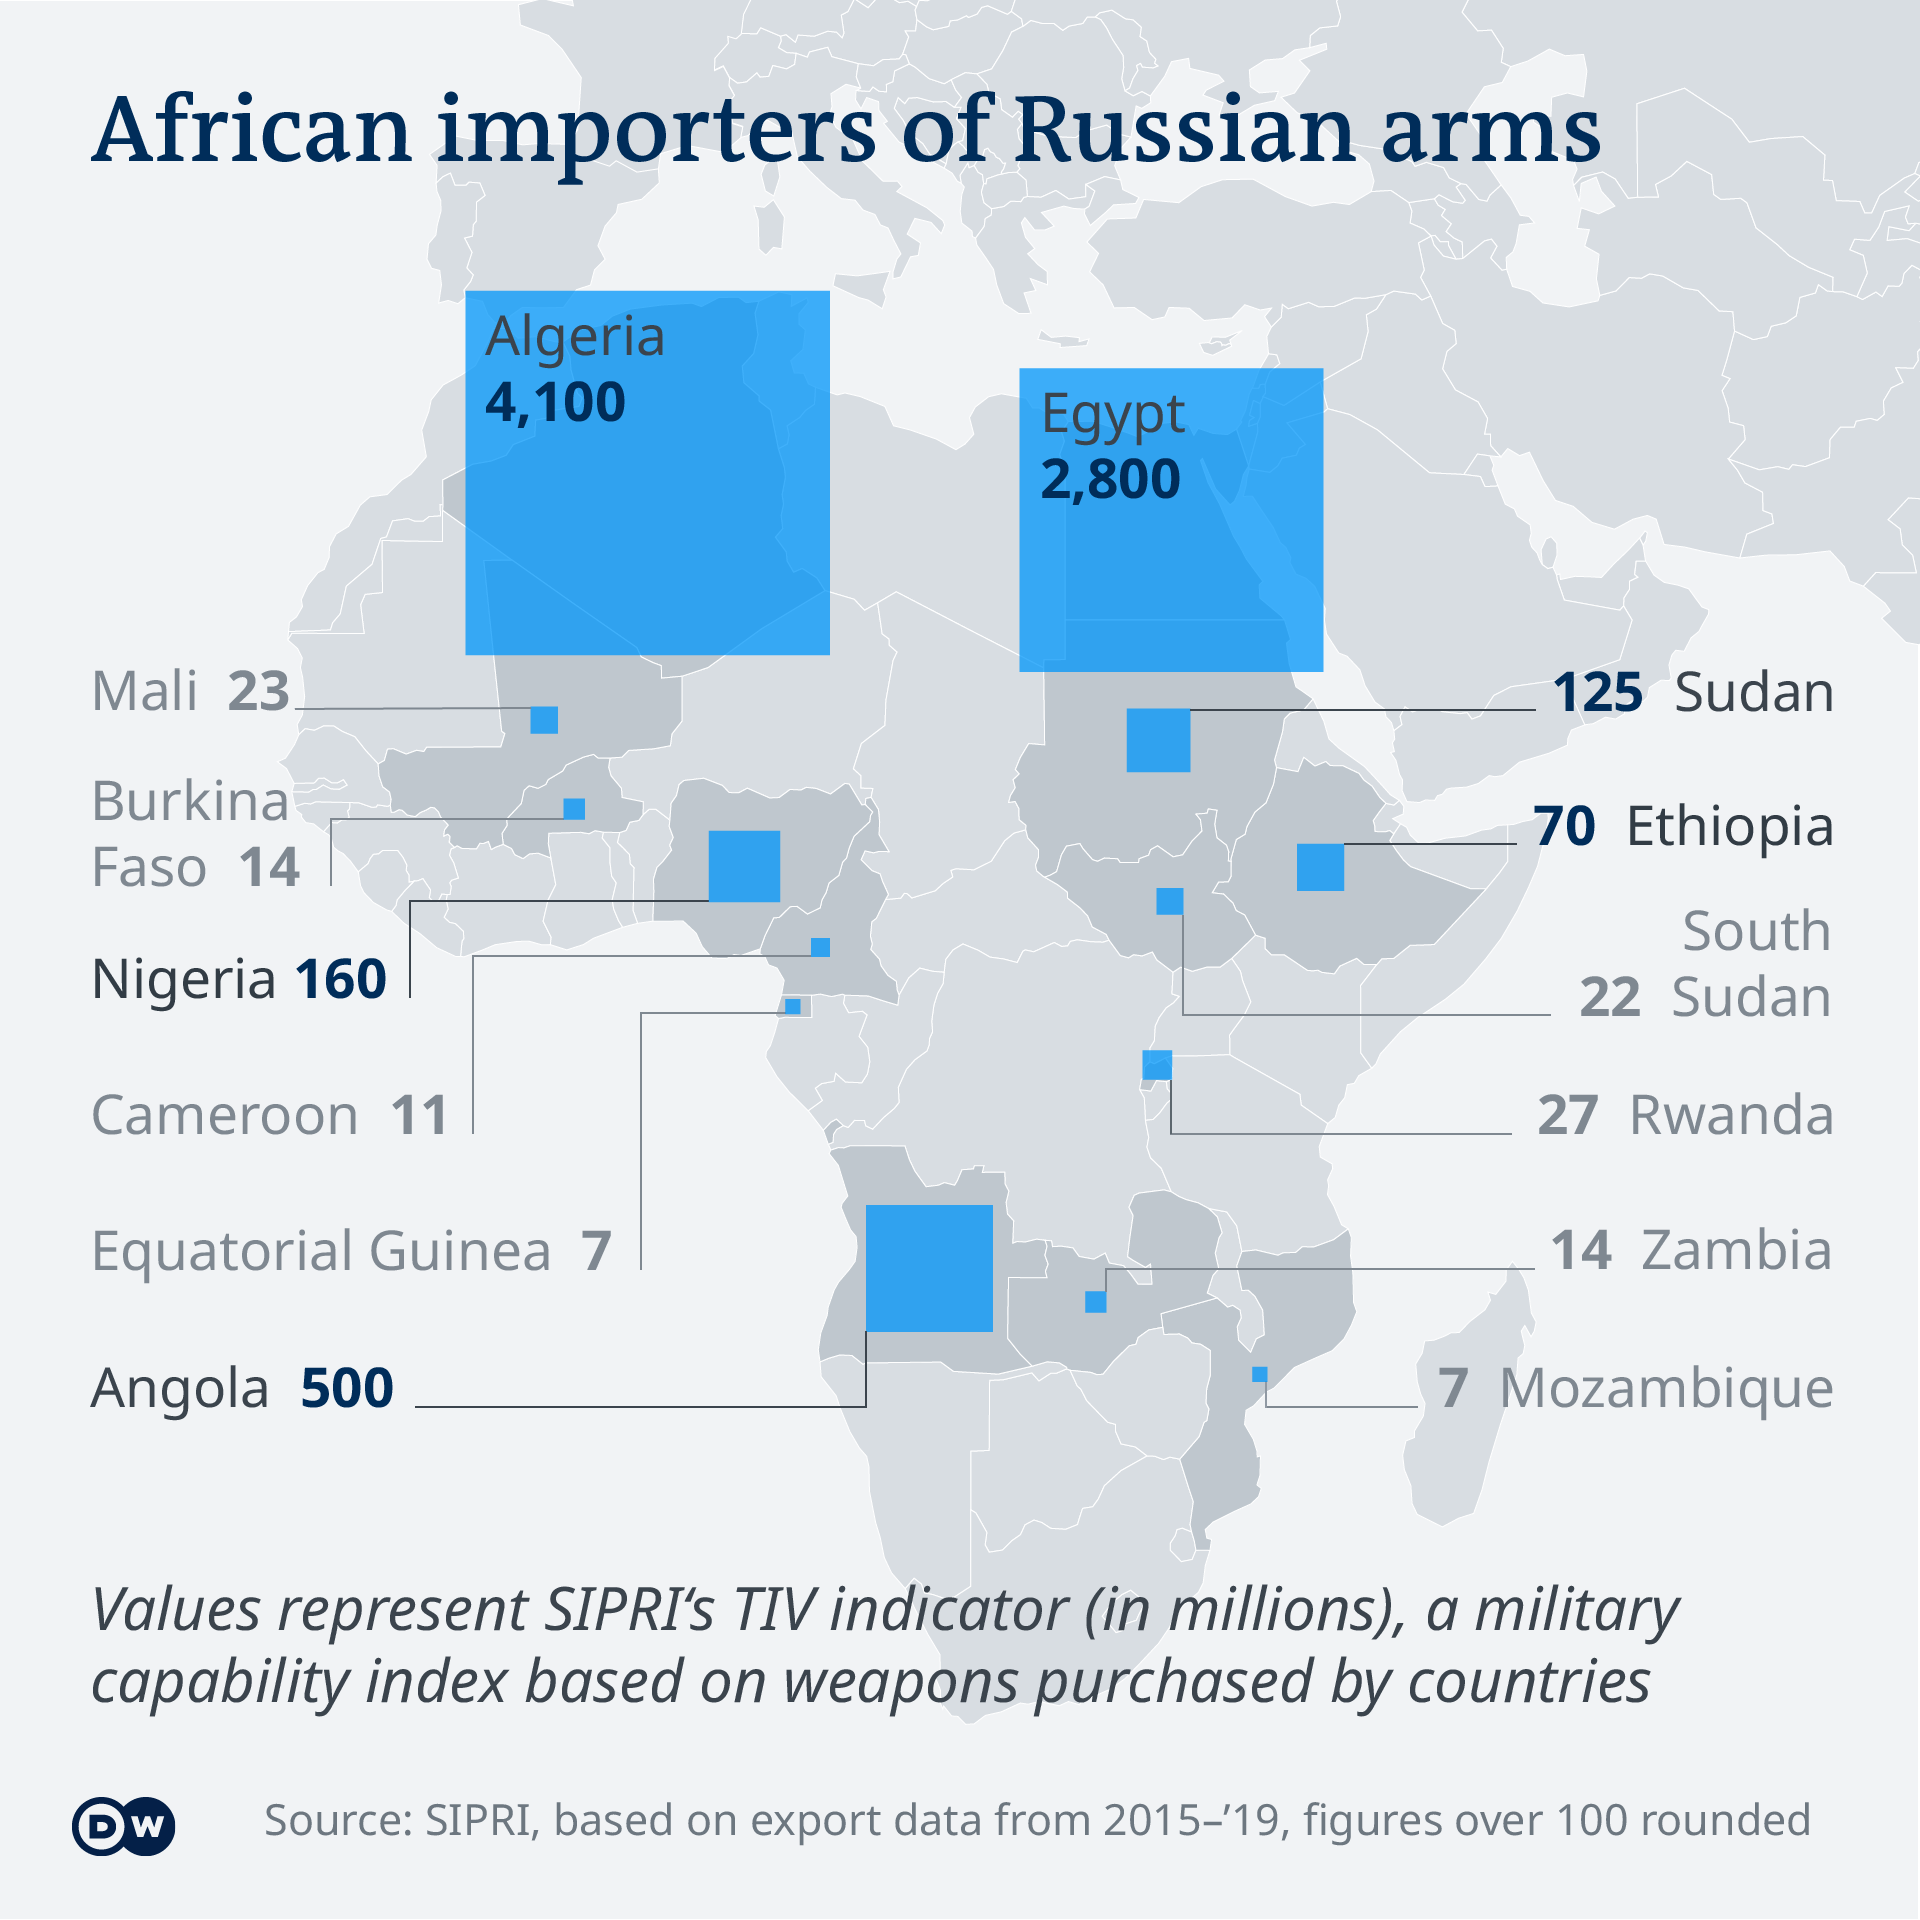 African importers of Russian arms
Algeria
4,100
Egypt
2,800
Mali 23
Burkina
Faso 14
Nigeria 160
Cameroon 11
Equatorial Guinea 7
Angola 500
125 Sudan
70 Ethiopia
South
22 Sudan
27 Rwanda
14 Zambia
7 Mozambique
Values represent SIPRI‘s TIV indicator (in millions), a military
capability index based on weapons purchased by countries
DW
Source: SIPRI, based on export data from 2015–’19, figures over 100 rounded